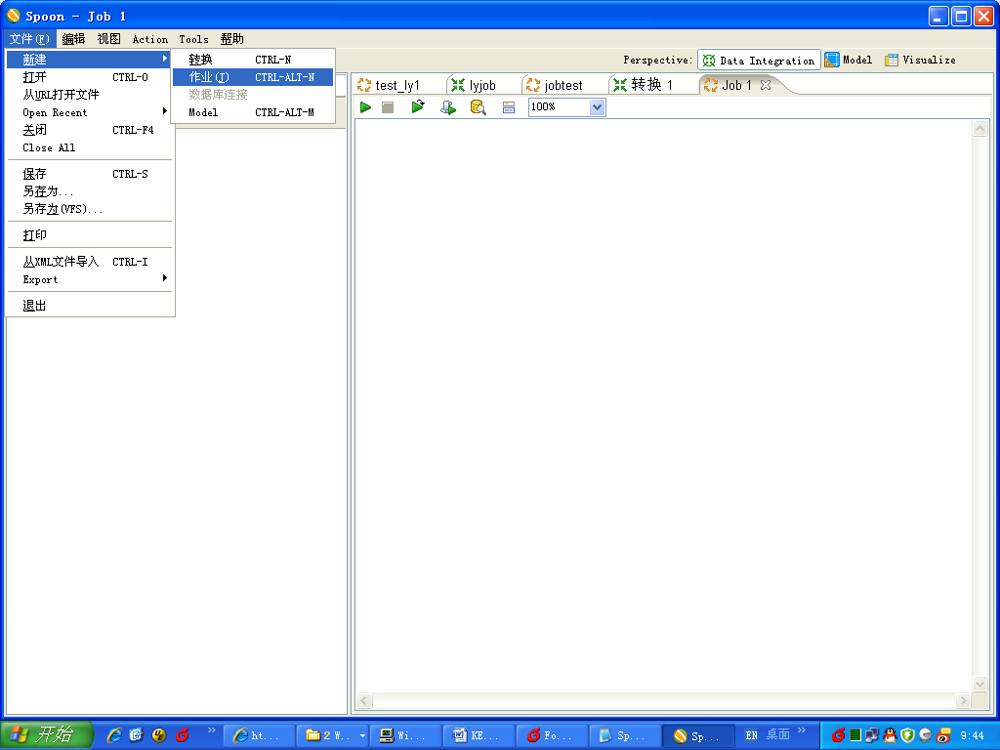 Spoon - Job 1
文件(F) 编辑 视图 Action Tools 帮助
新建
打开 CTRL-O
从URL打开文件
Open Recent
关闭 CTRL-F4
Close All
保存 CTRL-S
另存为...
另存为(VFS)...
打印
从XML文件导入 CTRL-I
Export
退出
转换 CTRL-N
作业(J) CTRL-ALT-N
数据库连接
Model CTRL-ALT-M
Perspective: Data Integration Model Visualize
test_ly1 lyjob jobtest 转换 1 Job 1
100%
开始 ht... 2 W... Wi... KE... Fo... Sp... Sp... EN 桌面 9:44